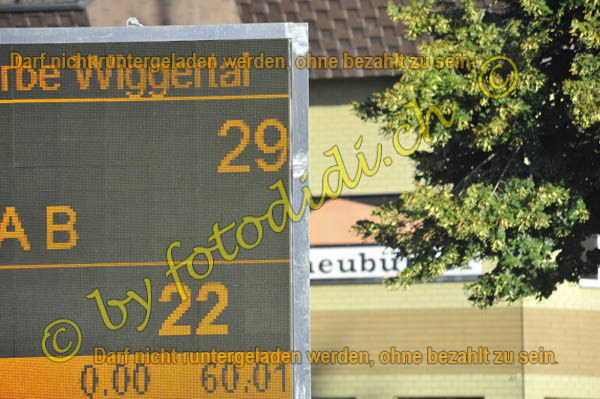 Darf nicht runtergeladen werden, ohne bezahlt zu sein.
rbe Wiggertal
29
A B
22
© by fotodidi.ch ©
neubü
Darf nicht runtergeladen werden, ohne bezahlt zu sein.
0.00 60:01